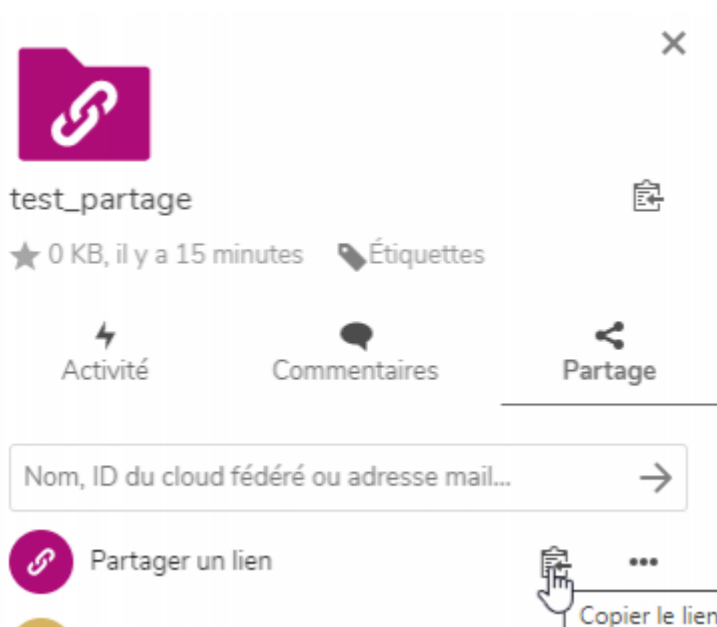 test_partage
0 KB, il y a 15 minutes Étiquettes
Activité Commentaires Partage
Nom, ID du cloud fédéré ou adresse mail...
Partager un lien
Copier le lien